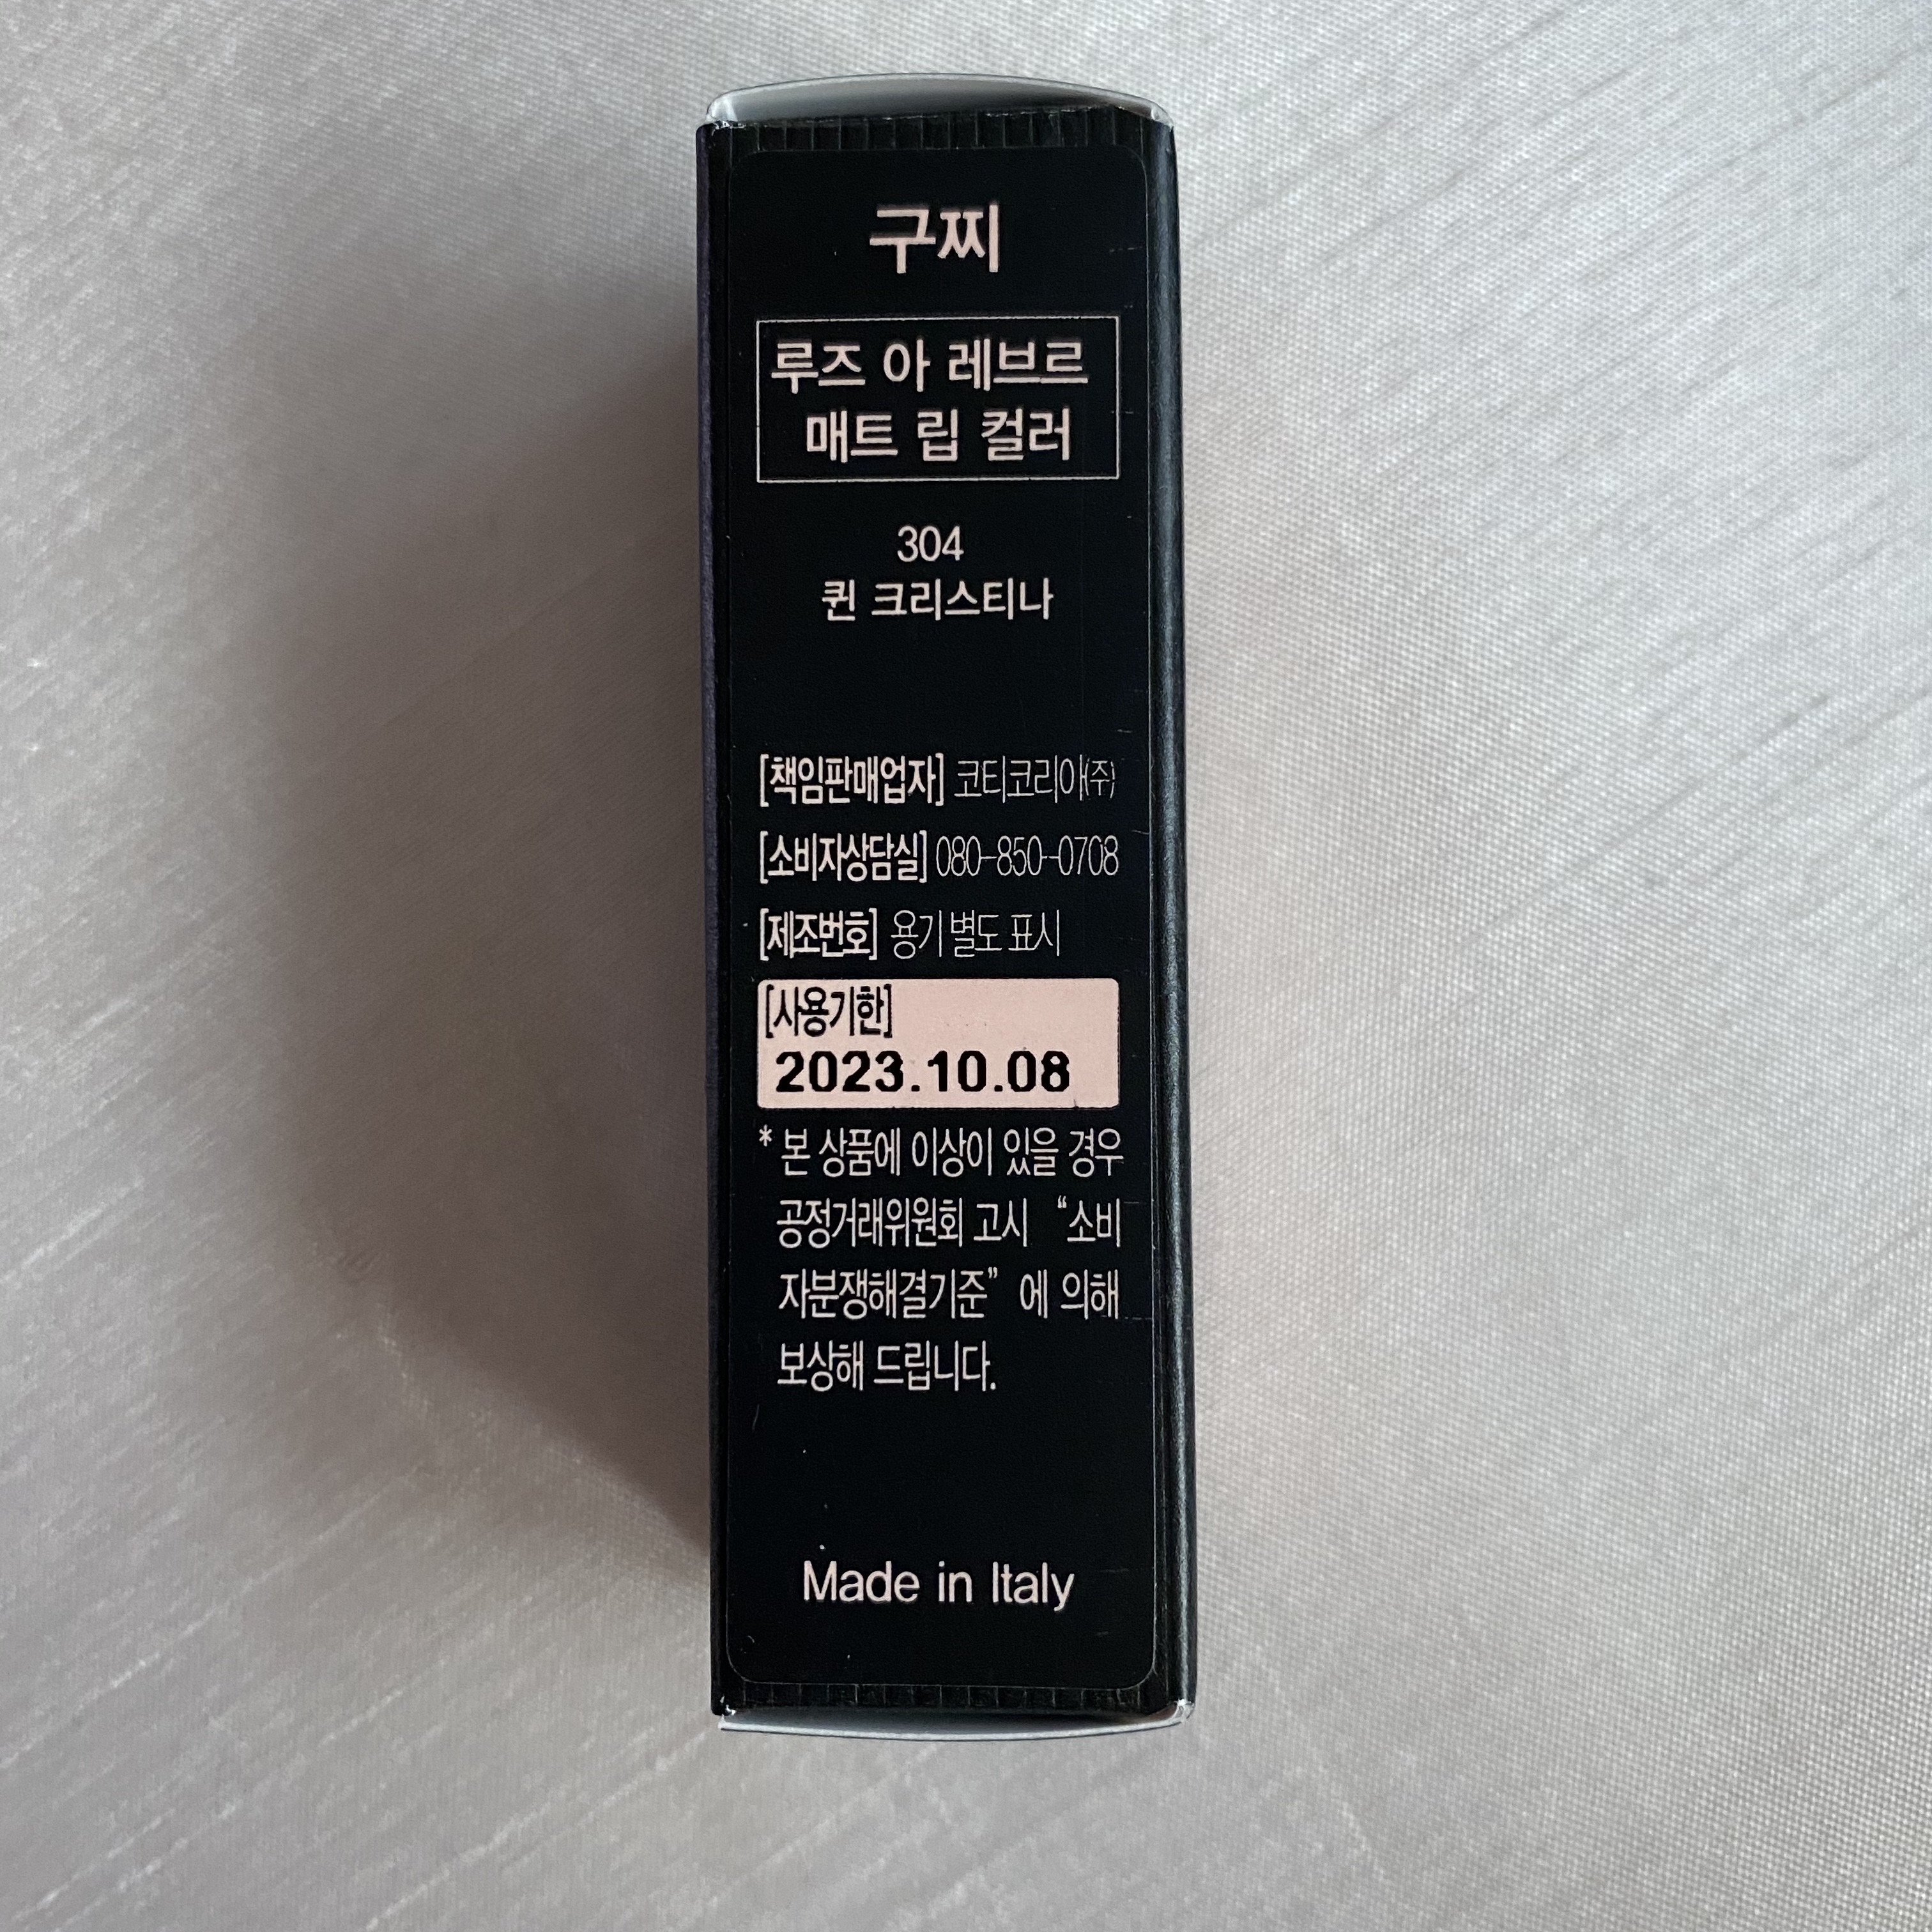 구찌
루즈 아 레브르
매트 립 컬러
304
퀸 크리스티나
[책임판매업자] 코티코리아(주)
[소비자상담실] 080-850-0708
[제조번호] 용기 별도 표시
[사용기한]
2023.10.08
* 본 상품에 이상이 있을 경우
공정거래위원회 고시 “소비
자분쟁해결기준” 에 의해
보상해 드립니다.
Made in Italy